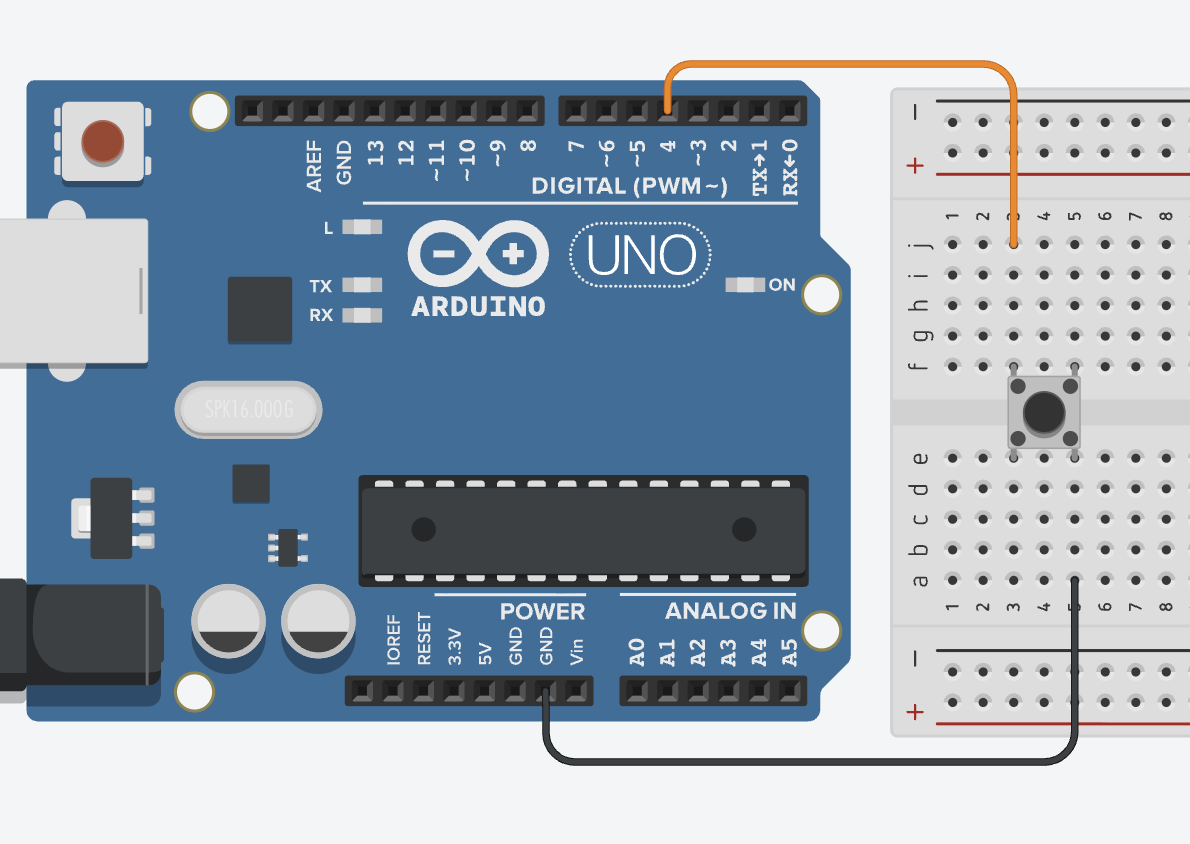 AREF GND 13 12 ~11 ~10 ~9 8 7 ~6 ~5 4 ~3 2 TX→1 RX←0
DIGITAL (PWM~)
L
TX
RX
UNO
ON
ARDUINO
SPK16.000G
POWER
ANALOG IN
IOREF RESET 3.3V 5V GND GND Vin A0 A1 A2 A3 A4 A5
−
+
1 2 3 4 5 6 7 8
j
i
h
g
f
e
d
c
b
a
1 2 3 4 5 6 7 8
−
+